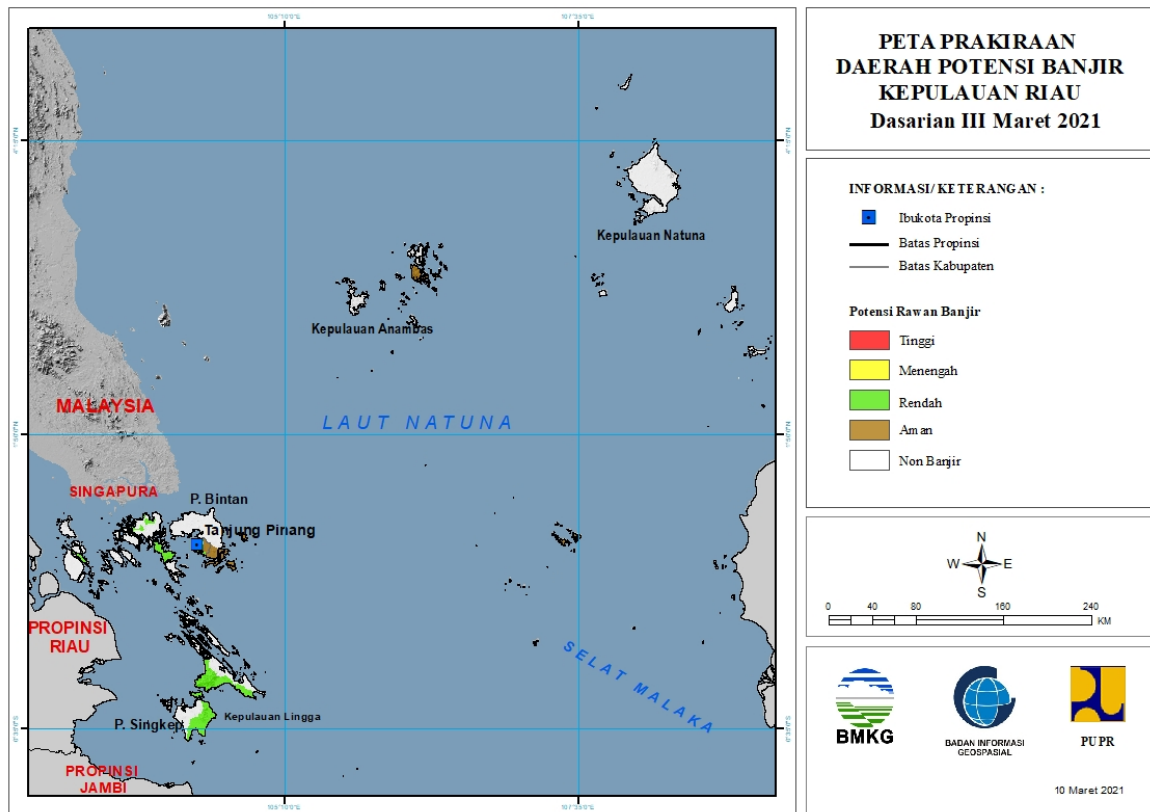 PETA PRAKIRAAN
DAERAH POTENSI BANJIR
KEPULAUAN RIAU
Dasarian III Maret 2021
INFORMASI/ KETERANGAN :
Ibukota Propinsi
Batas Propinsi
Batas Kabupaten
Potensi Rawan Banjir
Tinggi
Menengah
Rendah
Aman
Non Banjir
N
W E
S
0 40 80 160 240
KM
BMKG
BADAN INFORMASI
GEOSPASIAL
PUPR
10 Maret 2021
Kepulauan Natuna
Kepulauan Anambas
MALAYSIA
LAUT NATUNA
SINGAPURA
P. Bintan
Tanjung Pinang
PROPINSI
RIAU
SELAT MALAKA
P. Singkep
Kepulauan Lingga
PROPINSI
JAMBI